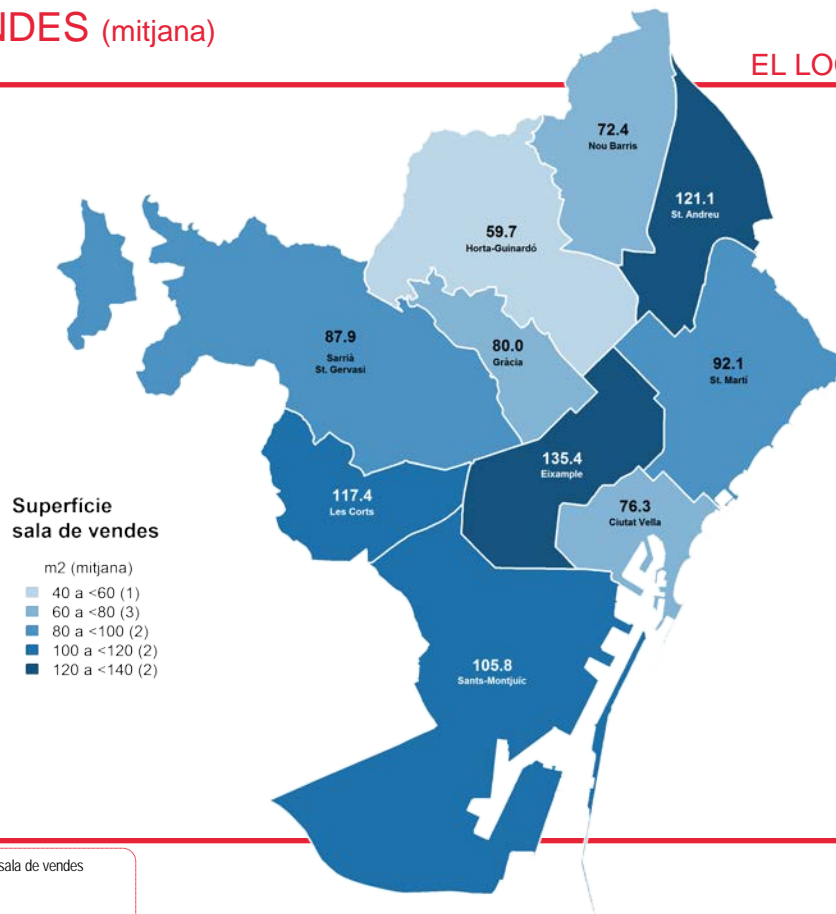 NDES (mitjana)
EL LOC
72.4
Nou Barris
121.1
St. Andreu
59.7
Horta-Guinardó
87.9
Sarrià
St. Gervasi
80.0
Gràcia
92.1
St. Martí
135.4
Eixample
117.4
Les Corts
76.3
Ciutat Vella
Superfície
sala de vendes
m2 (mitjana)
40 a <60 (1)
60 a <80 (3)
80 a <100 (2)
100 a <120 (2)
120 a <140 (2)
105.8
Sants-Montjuïc
sala de vendes